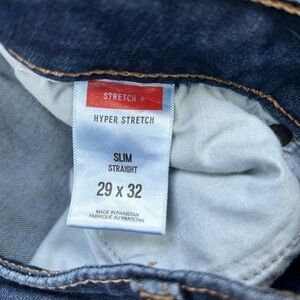 STRETCH +
HYPER STRETCH
SLIM
STRAIGHT
29 x 32
MADE IN PAKISTAN
FABRIQUÉ AU PAKISTAN